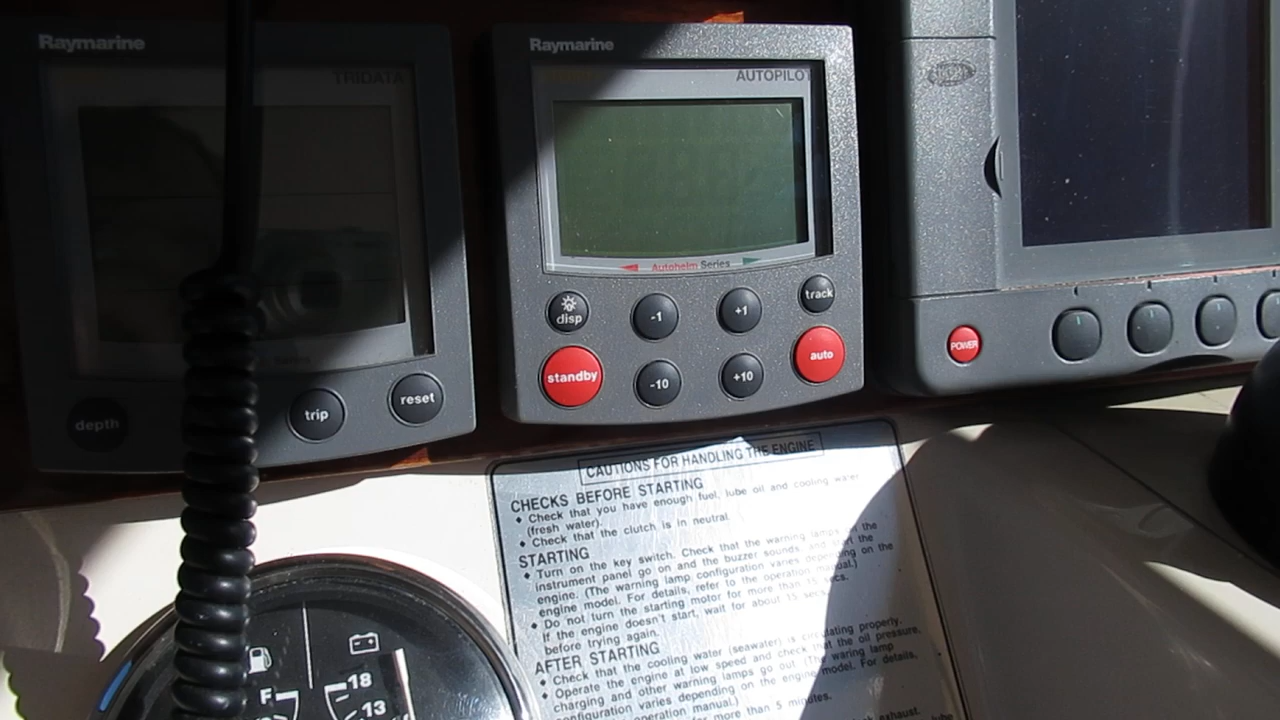 Raymarine
TRIDATA
depth
trip
reset
Raymarine
AUTOPILOT
Autohelm Series
disp
-1
+1
track
standby
-10
+10
auto
POWER
CAUTIONS FOR HANDLING THE ENGINE
CHECKS BEFORE STARTING
♦ Check that you have enough fuel, lube oil and cooling water
(fresh water).
♦ Check that the clutch is in neutral.
STARTING
♦ Turn on the key switch. Check that the warning lamps on the
instrument panel go on and the buzzer sounds, and start the
engine. (The warning lamp configuration varies depending on the
engine model. For details, refer to the operation manual.)
♦ Do not turn the starting motor for more than 15 secs.
If the engine doesn't start, wait for about 15 secs
before trying again.
AFTER STARTING
♦ Check that the cooling water (seawater) is circulating properly.
♦ Operate the engine at low speed and check that the oil pressure,
charging and other warning lamps go out (The waring lamp
configuration varies depending on the engine model. For details,
operation manual.)
for more than 5 minutes.
exhaust.
lube
F
18
13